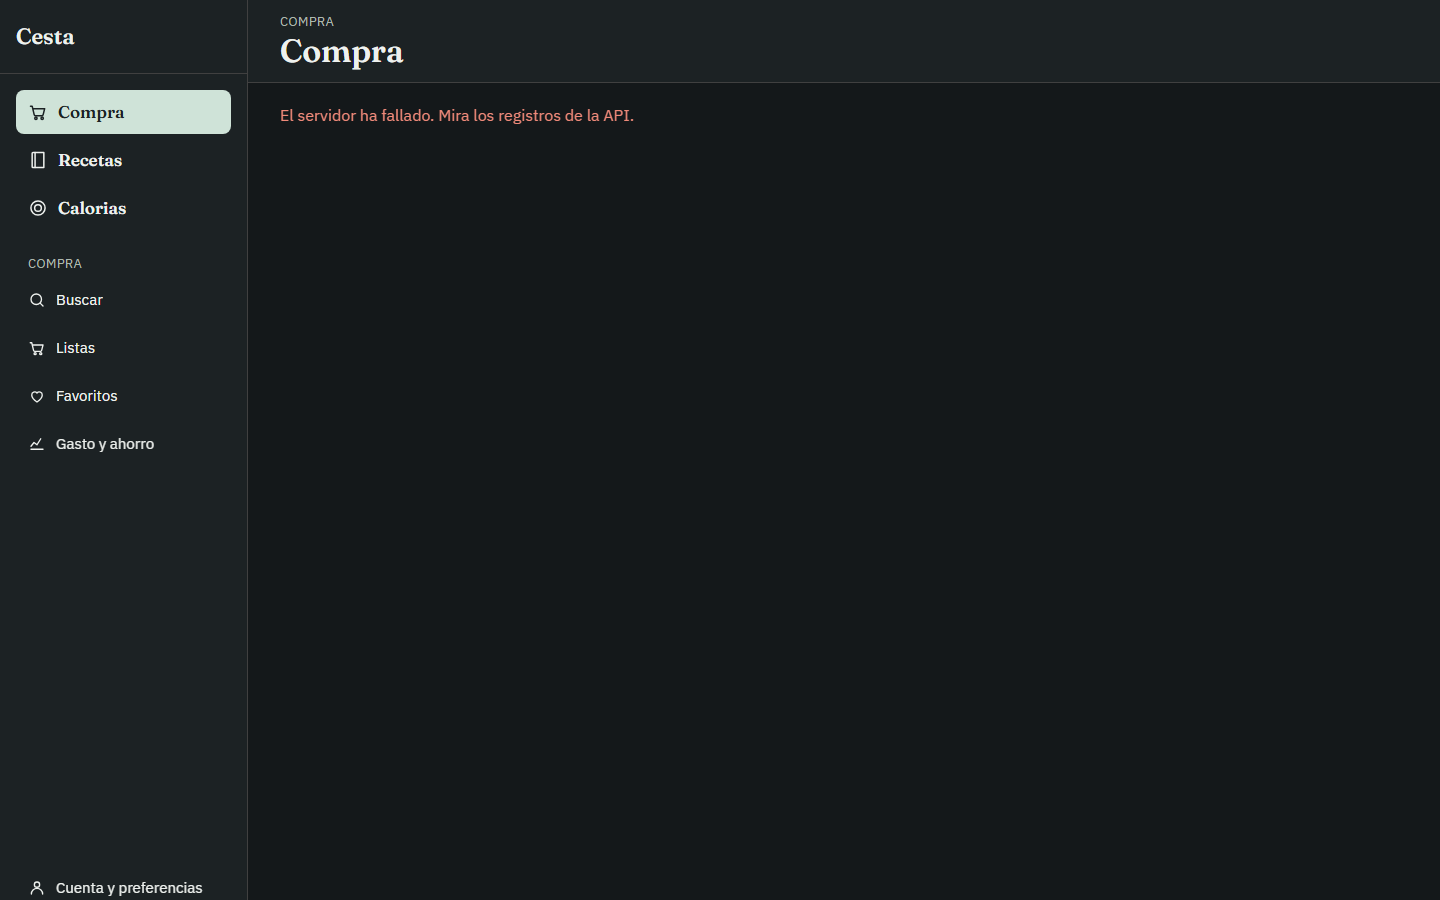 Cesta
Compra
Recetas
Calorias
COMPRA
Buscar
Listas
Favoritos
Gasto y ahorro
Cuenta y preferencias
COMPRA
Compra
El servidor ha fallado. Mira los registros de la API.